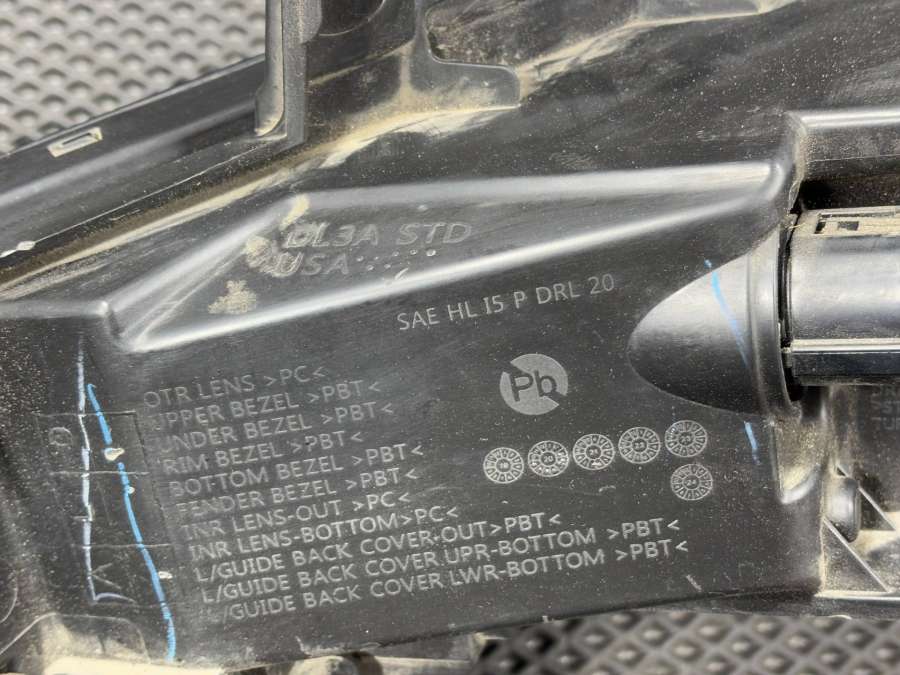 DL3A STD
USA
SAE HL I5 P DRL 20
Pb
OTR LENS >PC<
UPPER BEZEL >PBT<
UNDER BEZEL >PBT<
RIM BEZEL >PBT<
BOTTOM BEZEL >PBT<
FENDER BEZEL >PBT<
INR LENS-OUT >PC<
INR LENS-BOTTOM>PC<
L/GUIDE BACK COVER-OUT>PBT<
L/GUIDE BACK COVER UPR-BOTTOM >PBT<
L/GUIDE BACK COVER LWR-BOTTOM >PBT<